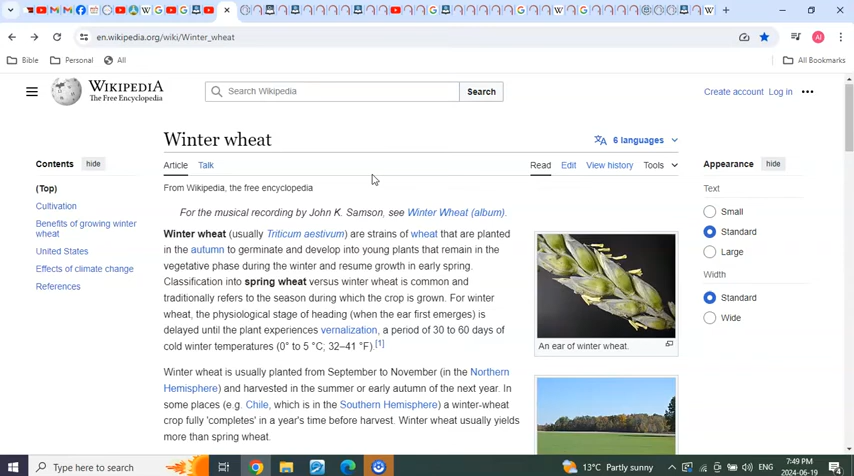 en.wikipedia.org/wiki/Winter_wheat
AI
Bible
Personal
All
All Bookmarks
WIKIPEDIA
The Free Encyclopedia
Search Wikipedia
Search
Create account Log in
Winter wheat
6 languages
Contents hide
Article Talk
Read Edit View history Tools
Appearance hide
(Top)
Cultivation
Benefits of growing winter
wheat
United States
Effects of climate change
References
From Wikipedia, the free encyclopedia
For the musical recording by John K. Samson, see Winter Wheat (album).
Winter wheat (usually Triticum aestivum) are strains of wheat that are planted
in the autumn to germinate and develop into young plants that remain in the
vegetative phase during the winter and resume growth in early spring.
Classification into spring wheat versus winter wheat is common and
traditionally refers to the season during which the crop is grown. For winter
wheat, the physiological stage of heading (when the ear first emerges) is
delayed until the plant experiences vernalization, a period of 30 to 60 days of
cold winter temperatures (0° to 5 °C; 32–41 °F).[1]
Winter wheat is usually planted from September to November (in the Northern
Hemisphere) and harvested in the summer or early autumn of the next year. In
some places (e.g. Chile, which is in the Southern Hemisphere) a winter-wheat
crop fully 'completes' in a year's time before harvest. Winter wheat usually yields
more than spring wheat.
An ear of winter wheat.
Text
Small
Standard
Large
Width
Standard
Wide
Type here to search
13°C Partly sunny
ENG
7:49 PM
2024-06-19
4